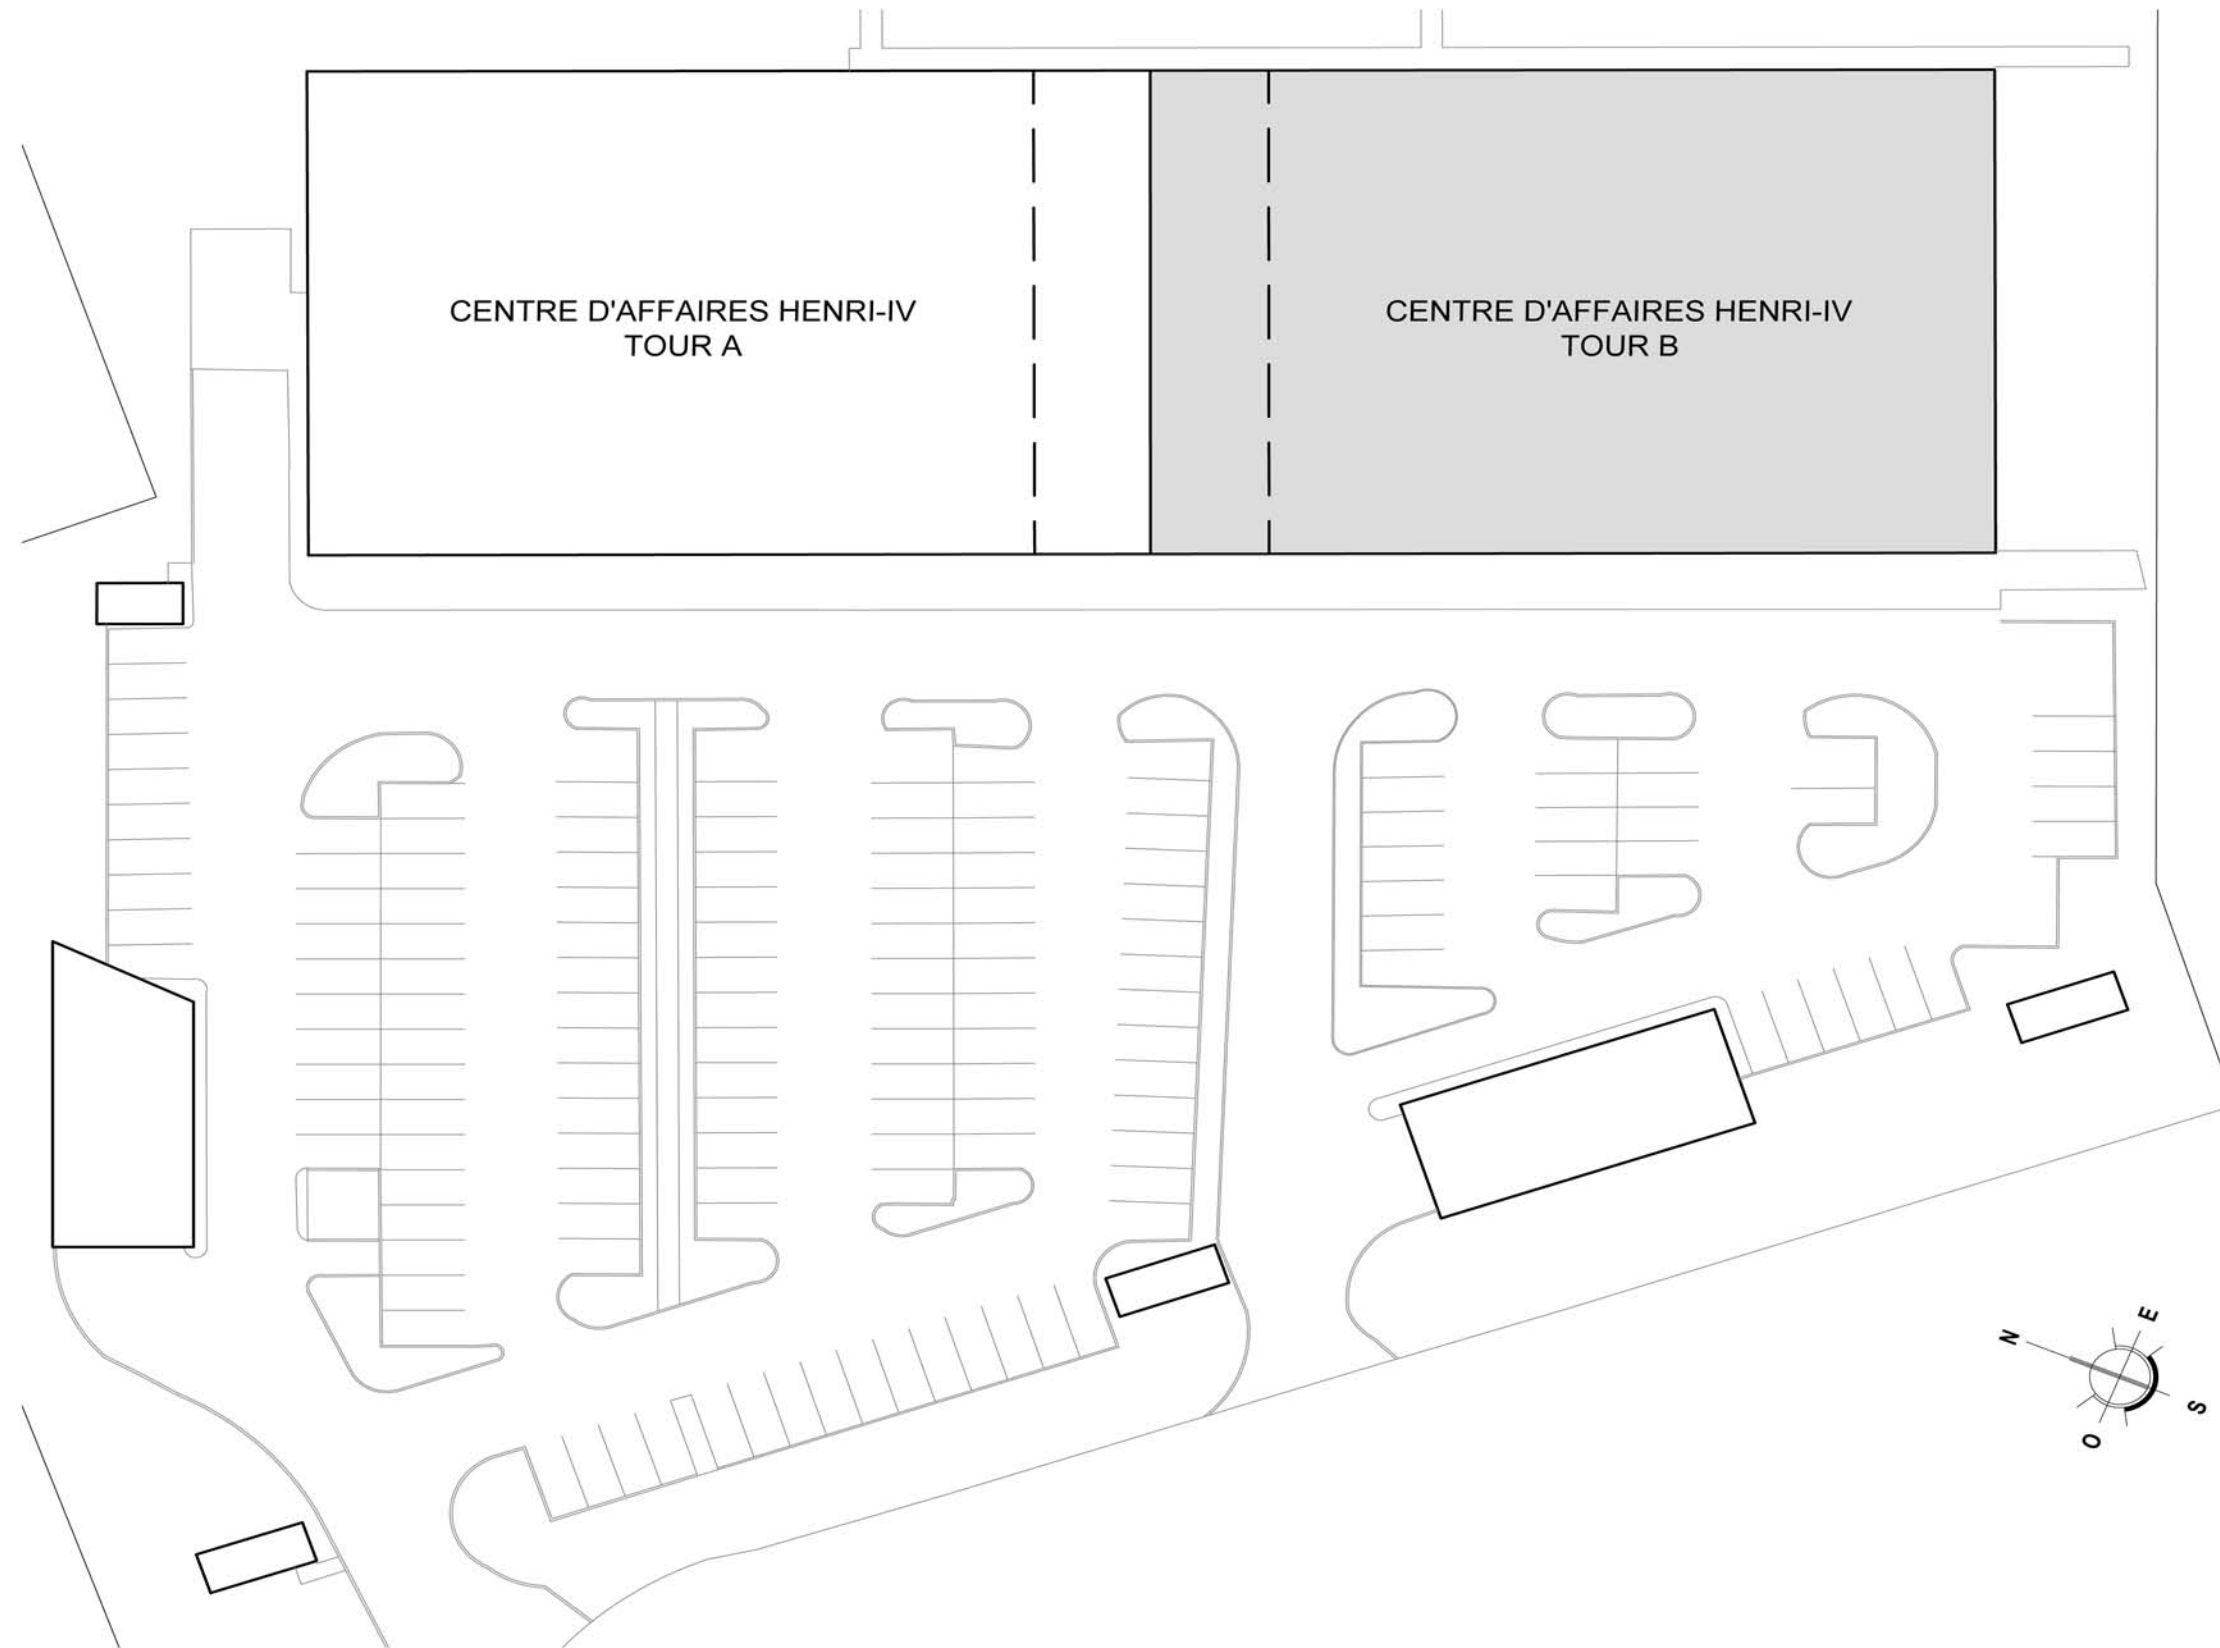 CENTRE D'AFFAIRES HENRI-IV
TOUR A
CENTRE D'AFFAIRES HENRI-IV
TOUR B
E
N
S
O